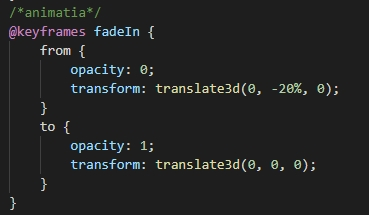 /*animatia*/
@keyframes fadeIn {
    from {
        opacity: 0;
        transform: translate3d(0, -20%, 0);
    }
    to {
        opacity: 1;
        transform: translate3d(0, 0, 0);
    }
}